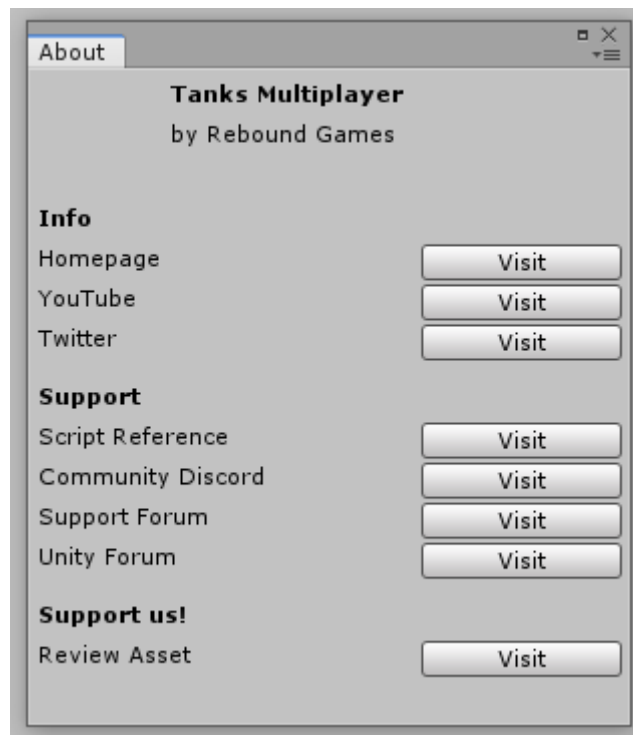 About
Tanks Multiplayer
by Rebound Games
Info
Homepage Visit
YouTube Visit
Twitter Visit
Support
Script Reference Visit
Community Discord Visit
Support Forum Visit
Unity Forum Visit
Support us!
Review Asset Visit